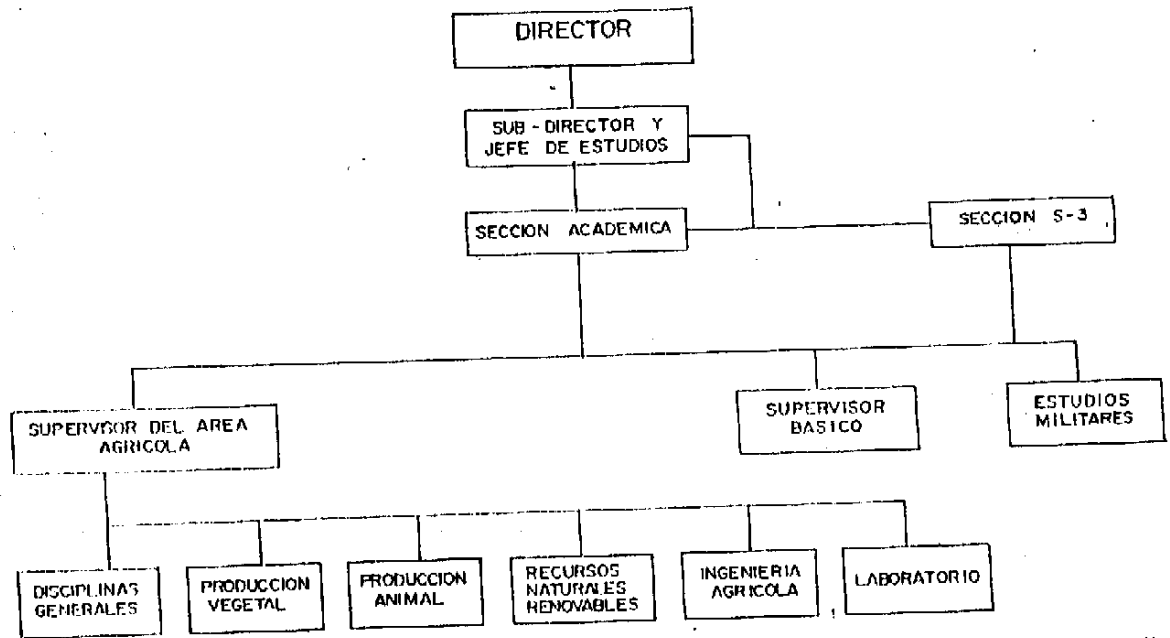 DIRECTOR
SUB-DIRECTOR Y
JEFE DE ESTUDIOS
SECCION ACADEMICA
SECCION S-3
SUPERVISOR DEL AREA
AGRICOLA
SUPERVISOR
BASICO
ESTUDIOS
MILITARES
DISCIPLINAS
GENERALES
PRODUCCION
VEGETAL
PRODUCCION
ANIMAL
RECURSOS
NATURALES
RENOVABLES
INGENIERIA
AGRICOLA
LABORATORIO